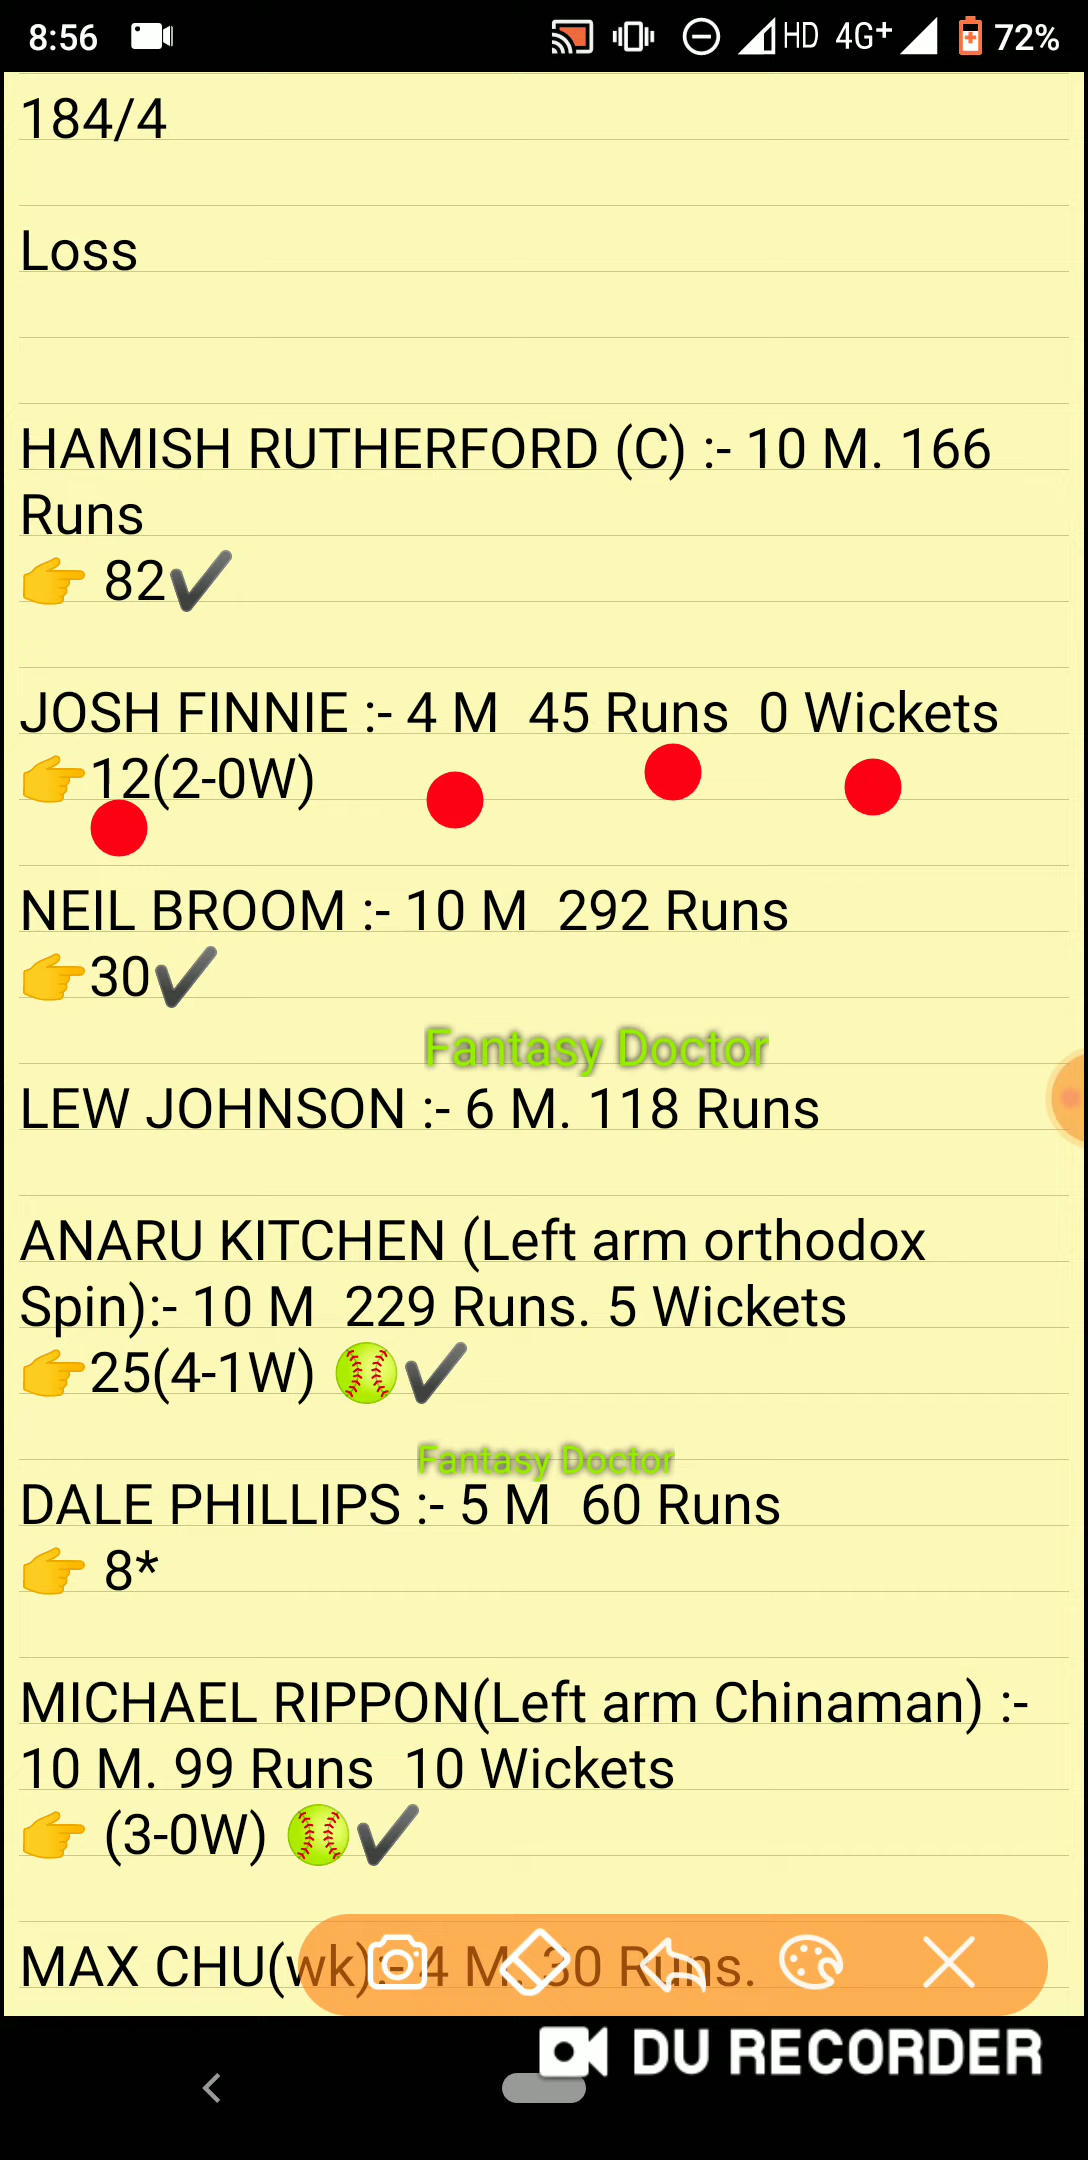 8:56 HD 4G+ 72%
184/4
Loss
HAMISH RUTHERFORD (C) :- 10 M. 166
Runs
👉 82✔
JOSH FINNIE :- 4 M  45 Runs  0 Wickets
👉12(2-0W)
NEIL BROOM :- 10 M  292 Runs
👉30✔
Fantasy Doctor
LEW JOHNSON :- 6 M. 118 Runs
ANARU KITCHEN (Left arm orthodox
Spin):- 10 M  229 Runs. 5 Wickets
👉25(4-1W) 🥎✔
Fantasy Doctor
DALE PHILLIPS :- 5 M  60 Runs
👉 8*
MICHAEL RIPPON(Left arm Chinaman) :-
10 M. 99 Runs  10 Wickets
👉 (3-0W) 🥎✔
MAX CHU(wk):- 4 M. 30 Runs.
DU RECORDER